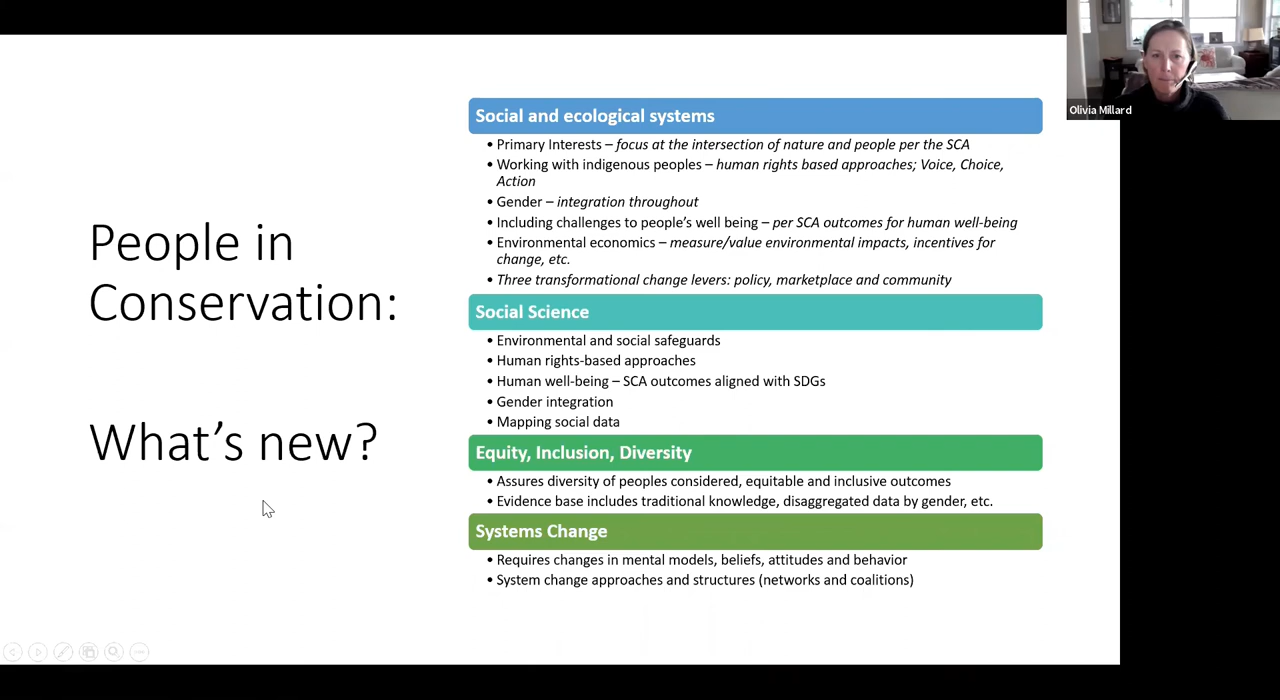 Olivia Millard
People in
Conservation:
What's new?
Social and ecological systems
• Primary Interests – focus at the intersection of nature and people per the SCA
• Working with indigenous peoples – human rights based approaches; Voice, Choice,
Action
• Gender – integration throughout
• Including challenges to people's well being – per SCA outcomes for human well-being
• Environmental economics – measure/value environmental impacts, incentives for
change, etc.
• Three transformational change levers: policy, marketplace and community
Social Science
• Environmental and social safeguards
• Human rights-based approaches
• Human well-being – SCA outcomes aligned with SDGs
• Gender integration
• Mapping social data
Equity, Inclusion, Diversity
• Assures diversity of peoples considered, equitable and inclusive outcomes
• Evidence base includes traditional knowledge, disaggregated data by gender, etc.
Systems Change
• Requires changes in mental models, beliefs, attitudes and behavior
• System change approaches and structures (networks and coalitions)